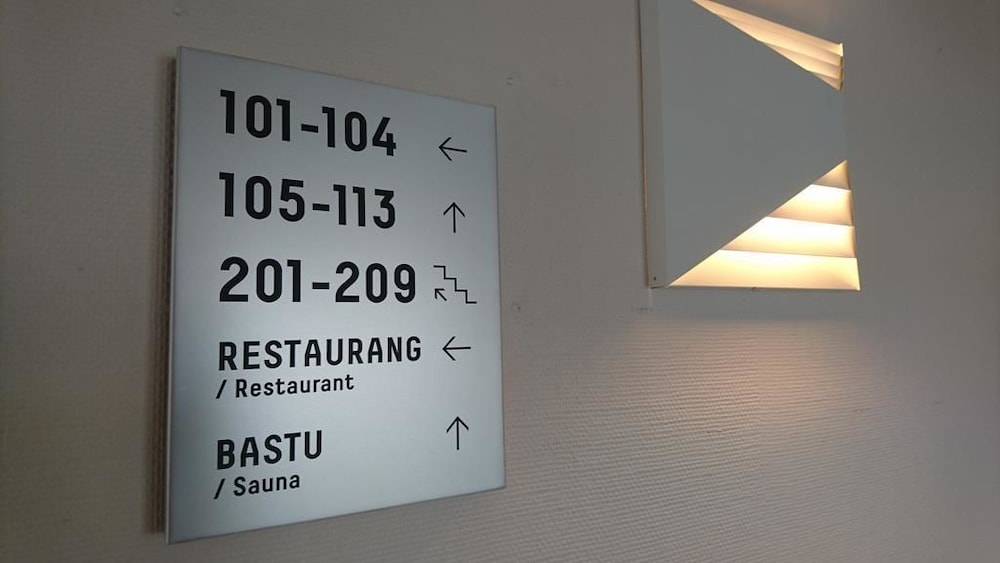 101-104 ←
105-113 ↑
201-209
RESTAURANG ←
/ Restaurant
BASTU ↑
/ Sauna